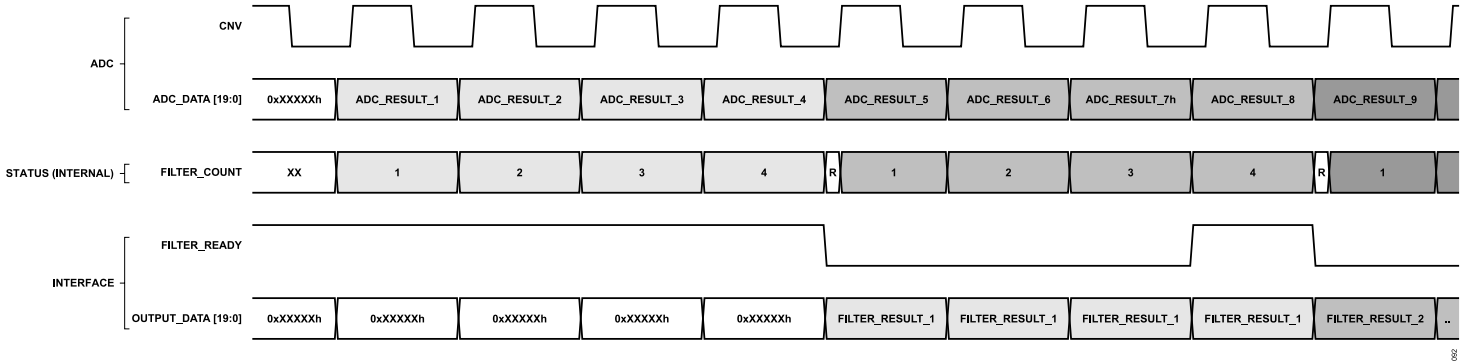 CNV
ADC
ADC_DATA [19:0] 0xXXXXXh ADC_RESULT_1 ADC_RESULT_2 ADC_RESULT_3 ADC_RESULT_4 ADC_RESULT_5 ADC_RESULT_6 ADC_RESULT_7h ADC_RESULT_8 ADC_RESULT_9
STATUS (INTERNAL) FILTER_COUNT XX 1 2 3 4 R 1 2 3 4 R 1
FILTER_READY
INTERFACE
OUTPUT_DATA [19:0] 0xXXXXXh 0xXXXXXh 0xXXXXXh 0xXXXXXh 0xXXXXXh FILTER_RESULT_1 FILTER_RESULT_1 FILTER_RESULT_1 FILTER_RESULT_1 FILTER_RESULT_2 ..
092